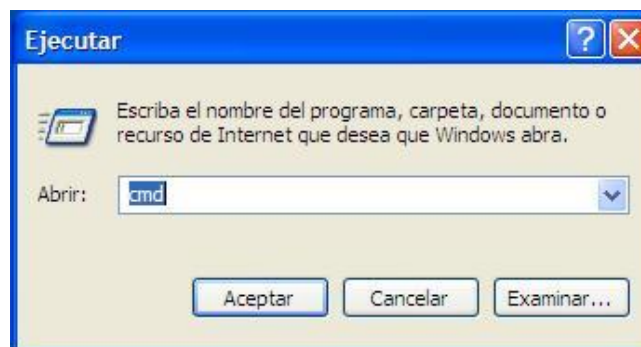 Ejecutar
Escriba el nombre del programa, carpeta, documento o
recurso de Internet que desea que Windows abra.
Abrir: cmd
Aceptar Cancelar Examinar...